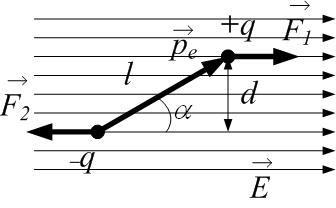 +q F₁
pₑ
l
F₂ α d
–q
E